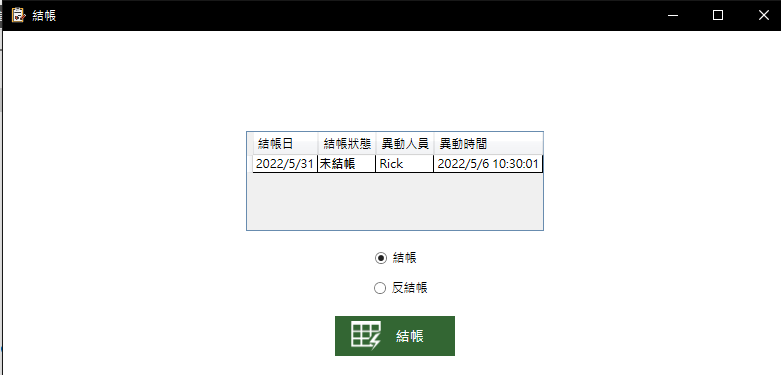 結帳
結帳日 結帳狀態 異動人員 異動時間
2022/5/31 未結帳 Rick 2022/5/6 10:30:01
結帳
反結帳
結帳